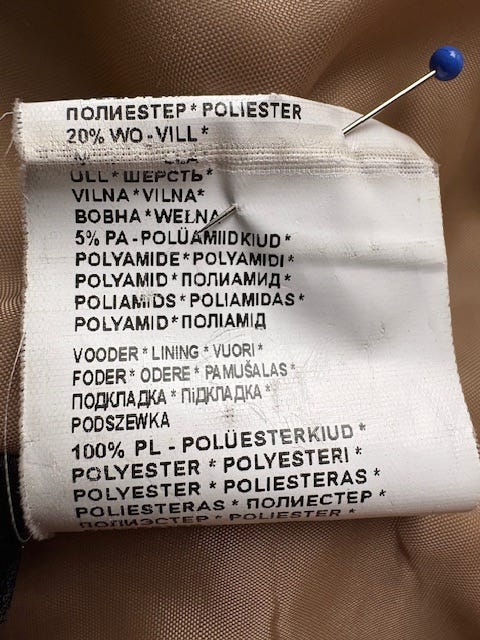 ПОЛИЕСТЕР * POLIESTER
20% WO - VILL *
ULL * ШЕРСТЬ *
VILNA * VILNA *
ВОВНА * WEŁNA
5% PA - POLÜAMIIDKIUD *
POLYAMIDE * POLYAMIDI *
POLYAMID * ПОЛИАМИД *
POLIAMIDS * POLIAMIDAS *
POLYAMID * ПОЛІАМІД
VOODER * LINING * VUORI *
FODER * ODERE * PAMUŠALAS *
ПОДКЛАДКА * ПІДКЛАДКА *
PODSZEWKA
100% PL - POLÜESTERKIUD *
POLYESTER * POLYESTERI *
POLYESTER * POLIESTERAS *
POLIESTERAS * ПОЛИЕСТЕР *
ПОЛИЭСТЕР * POLIESTER *